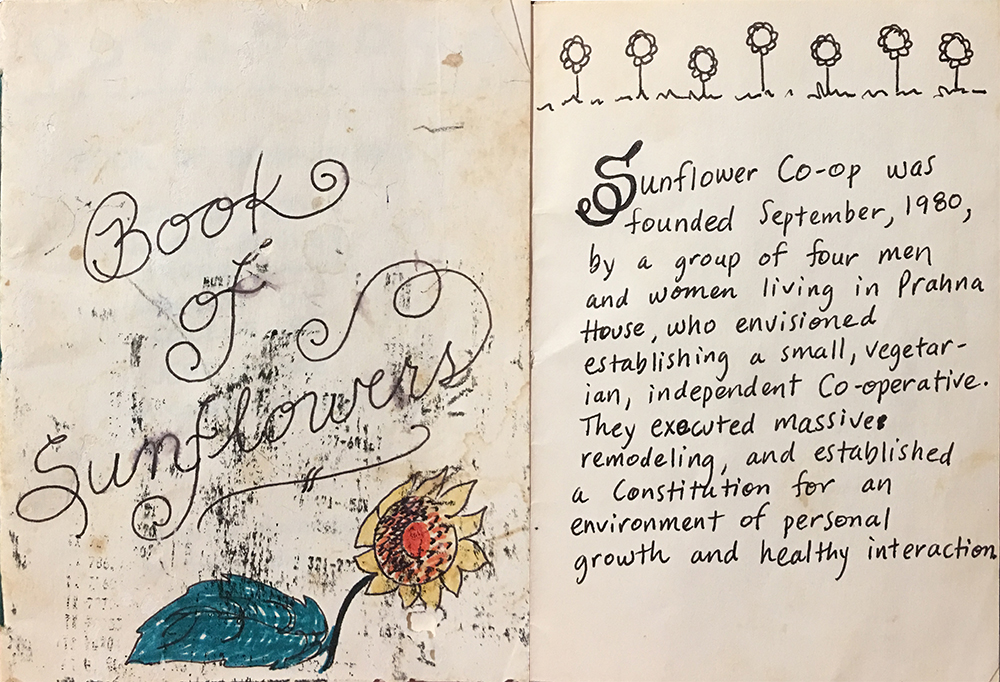 Book
of
Sunflowers
Sunflower Co-op was
founded September, 1980,
by a group of four men
and women living in Prahna
House, who envisioned
establishing a small, vegetar-
ian, independent Co-operative.
They executed massive
remodeling, and established
a Constitution for an
environment of personal
growth and healthy interaction